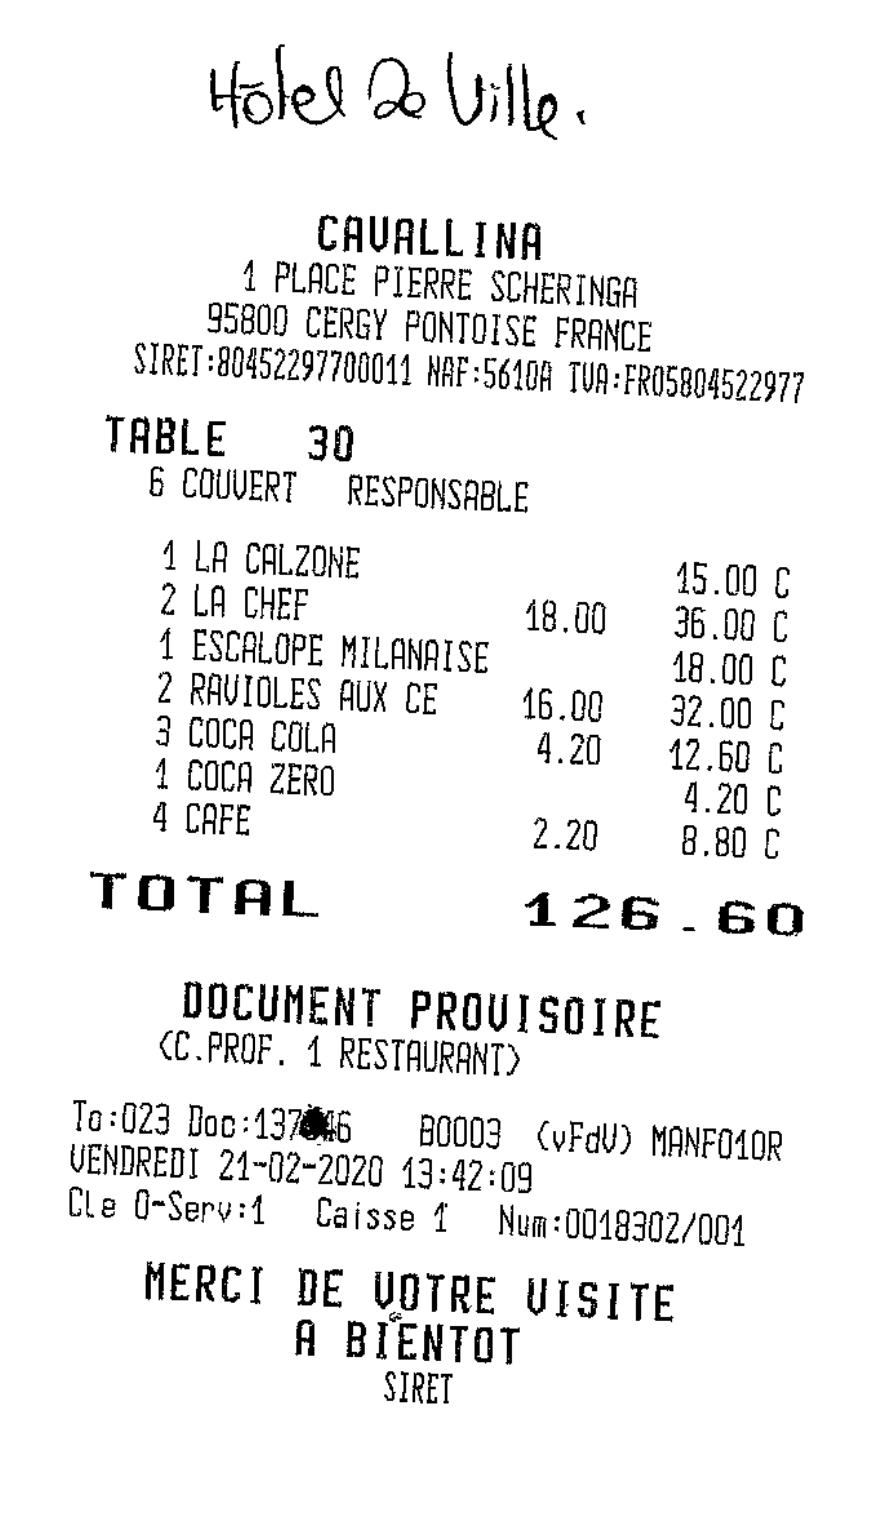 Hôtel De Ville.
CAVALLINA
1 PLACE PIERRE SCHERINGA
95800 CERGY PONTOISE FRANCE
SIRET:80452297700011 NAF:5610A TVA:FR05804522977
TABLE 30
6 COUVERT RESPONSABLE
1 LA CALZONE 15.00 C
2 LA CHEF 18.00 36.00 C
1 ESCALOPE MILANAISE 18.00 C
2 RAVIOLES AUX CE 16.00 32.00 C
3 COCA COLA 4.20 12.60 C
1 COCA ZERO 4.20 C
4 CAFE 2.20 8.80 C
TOTAL 126.60
DOCUMENT PROVISOIRE
(C.PROF. 1 RESTAURANT)
To:023 B0003 (vFdV) MANF010R
VENDREDI 21-02-2020 13:42:09
Cle 0-Serv:1 Caisse 1 Num:0018302/001
MERCI DE VOTRE VISITE
A BIENTOT
SIRET